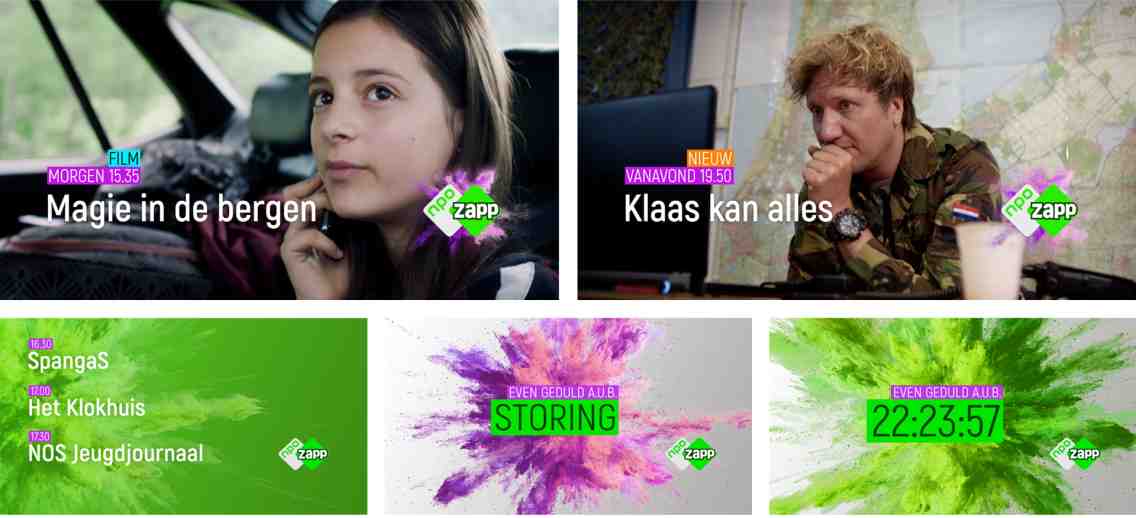 FILM
MORGEN 15.35
Magie in de bergen
npo
zapp
NIEUW
VANAVOND 19.50
Klaas kan alles
npo
zapp
16.30
SpangaS
17.00
Het Klokhuis
17.30
NOS Jeugdjournaal
npo
zapp
EVEN GEDULD A.U.B.
STORING
npo
zapp
EVEN GEDULD A.U.B.
22:23:57
npo
zapp